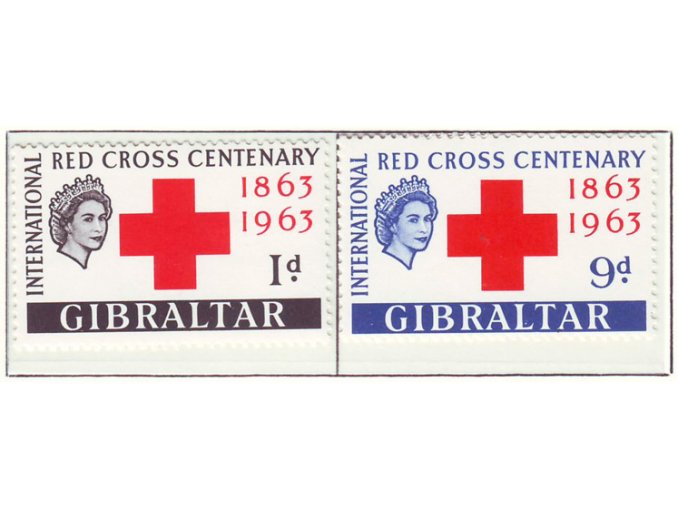 INTERNATIONAL
RED CROSS CENTENARY
1863
1963
1d
GIBRALTAR
INTERNATIONAL
RED CROSS CENTENARY
1863
1963
9d
GIBRALTAR